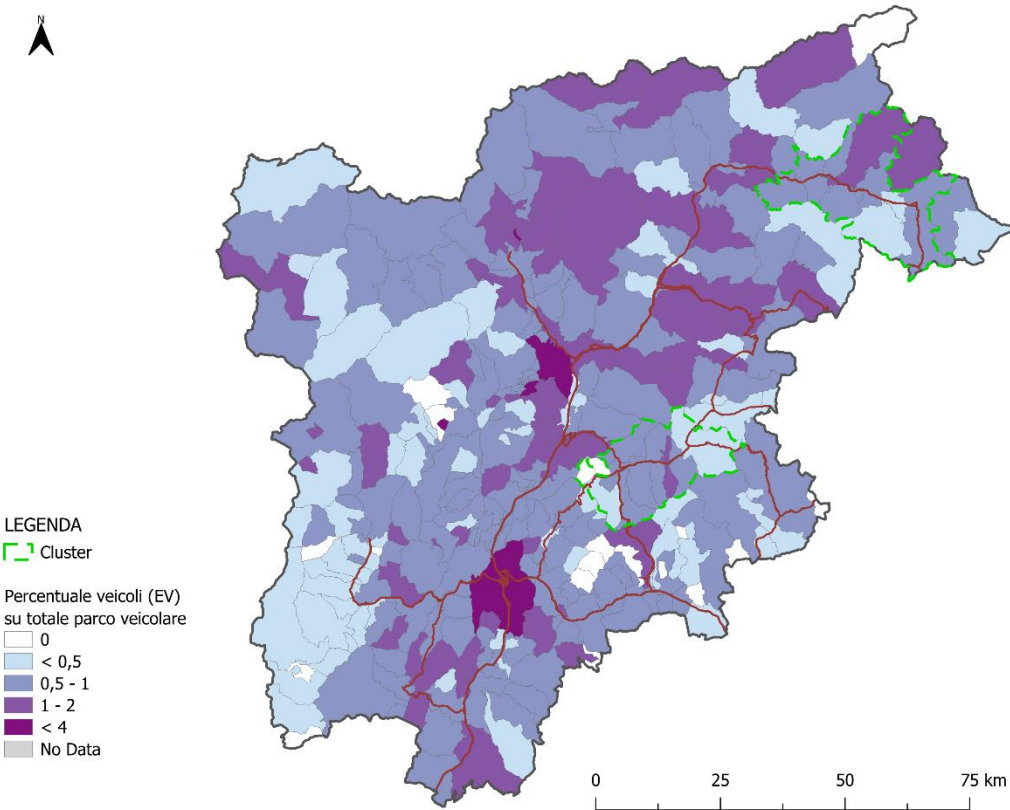 N
LEGENDA
Cluster
Percentuale veicoli (EV)
su totale parco veicolare
0
< 0,5
0,5 - 1
1 - 2
< 4
No Data
0 25 50 75 km